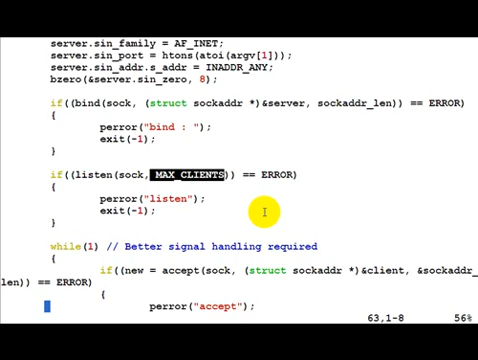 server.sin_family = AF_INET;
server.sin_port = htons(atoi(argv[1]));
server.sin_addr.s_addr = INADDR_ANY;
bzero(&server.sin_zero, 8);
if((bind(sock, (struct sockaddr *)&server, sockaddr_len)) == ERROR)
{
perror("bind : ");
exit(-1);
}
if((listen(sock, MAX_CLIENTS)) == ERROR)
{
perror("listen");
exit(-1);
}
while(1) // Better signal handling required
{
if((new = accept(sock, (struct sockaddr *)&client, &sockaddr_
len)) == ERROR)
{
perror("accept");
63,1-8 56%